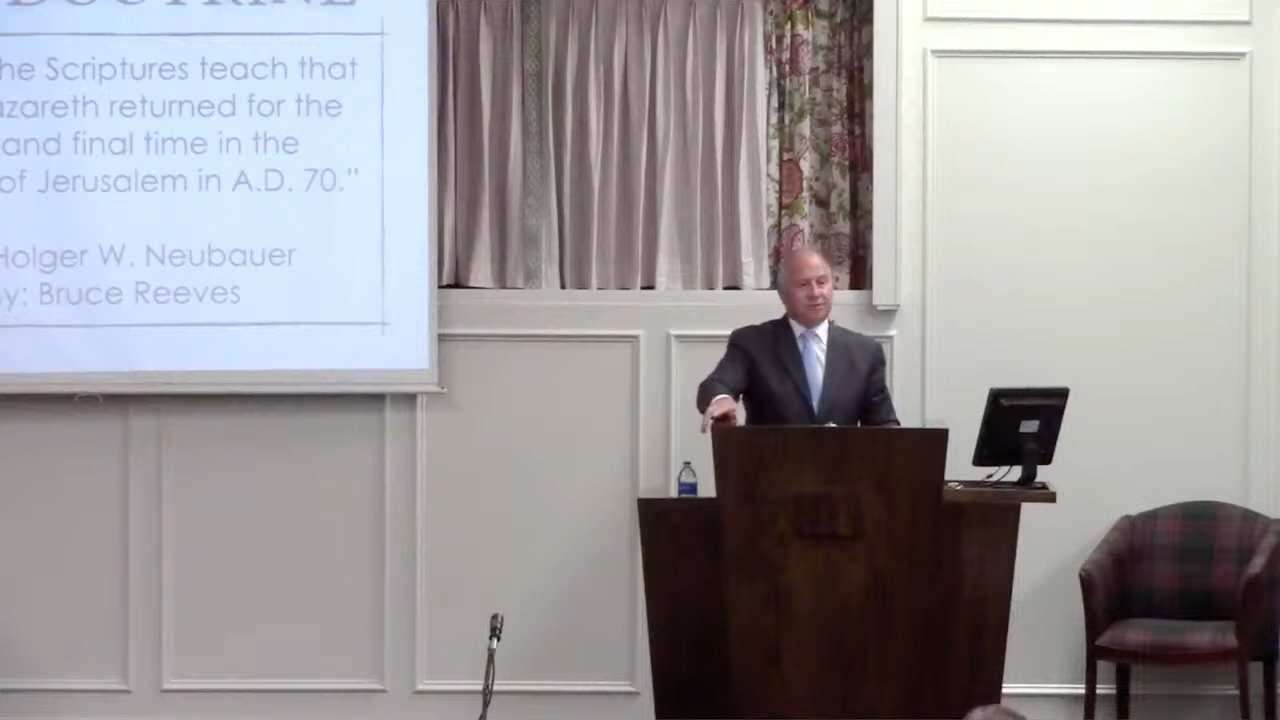 DOCTRINE
he Scriptures teach that
azareth returned for the
and final time in the
of Jerusalem in A.D. 70."
Holger W. Neubauer
y: Bruce Reeves